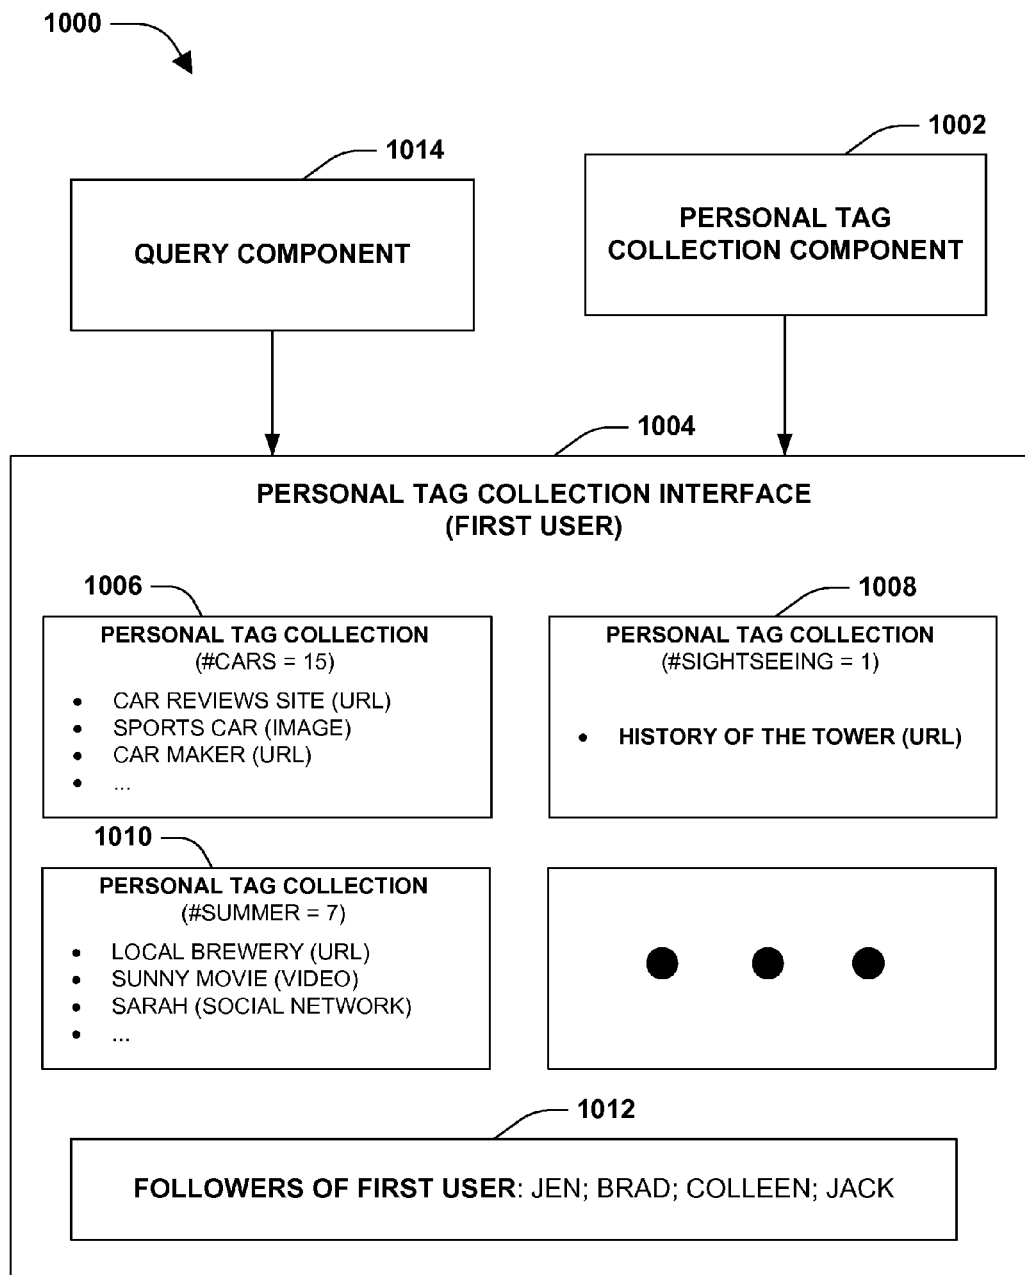 1000
1014
1002
QUERY COMPONENT
PERSONAL TAG
COLLECTION COMPONENT
1004
PERSONAL TAG COLLECTION INTERFACE
(FIRST USER)
1006
PERSONAL TAG COLLECTION
(#CARS = 15)
• CAR REVIEWS SITE (URL)
• SPORTS CAR (IMAGE)
• CAR MAKER (URL)
• ...
1008
PERSONAL TAG COLLECTION
(#SIGHTSEEING = 1)
• HISTORY OF THE TOWER (URL)
1010
PERSONAL TAG COLLECTION
(#SUMMER = 7)
• LOCAL BREWERY (URL)
• SUNNY MOVIE (VIDEO)
• SARAH (SOCIAL NETWORK)
• ...
1012
FOLLOWERS OF FIRST USER: JEN; BRAD; COLLEEN; JACK